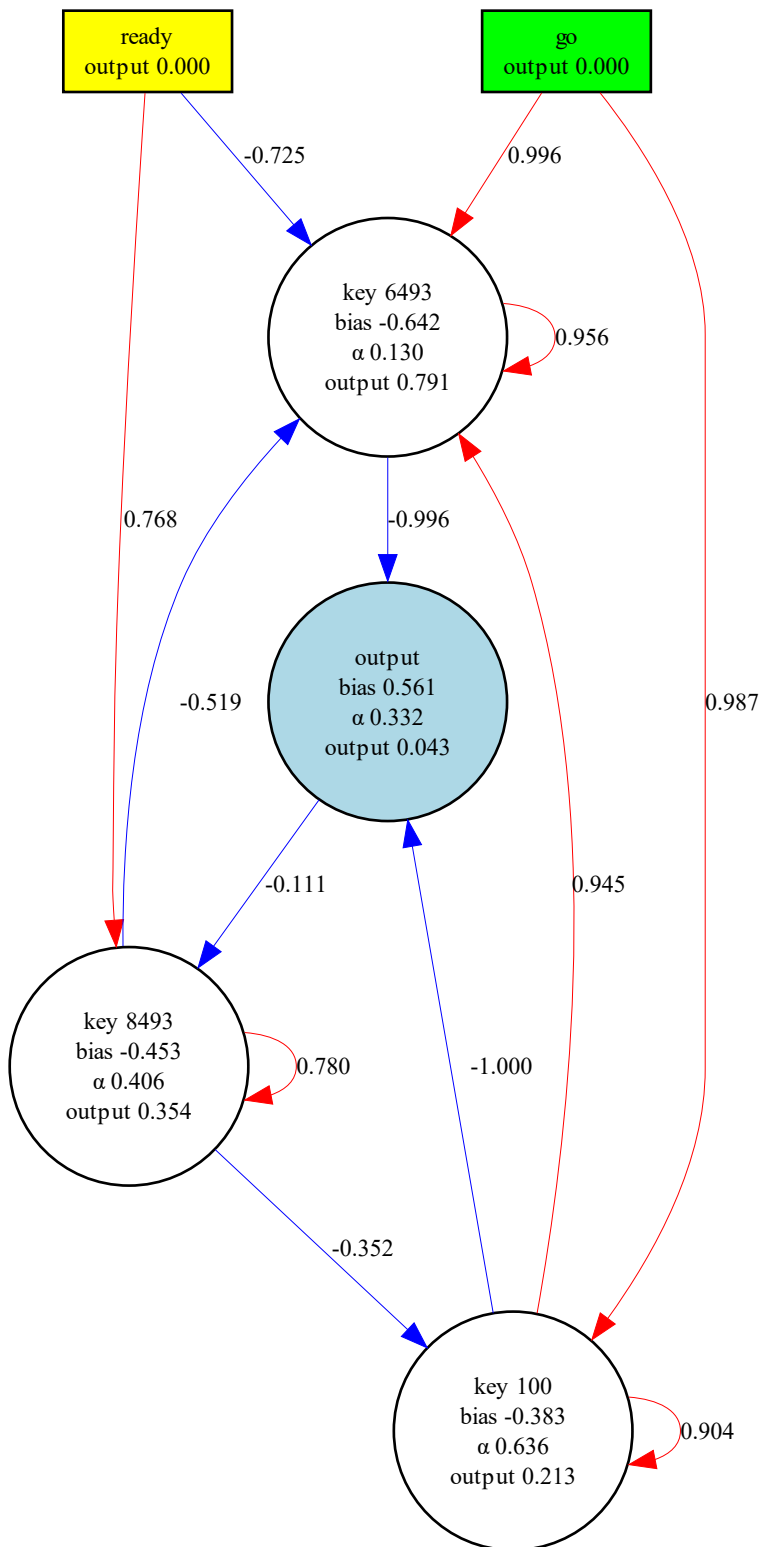 ready
output 0.000
go
output 0.000
-0.725
0.996
key 6493
bias -0.642
α 0.130
output 0.791
0.956
0.768
-0.996
-0.519
output
bias 0.561
α 0.332
output 0.043
0.987
-0.111
0.945
key 8493
bias -0.453
α 0.406
output 0.354
0.780
-1.000
-0.352
key 100
bias -0.383
α 0.636
output 0.213
0.904